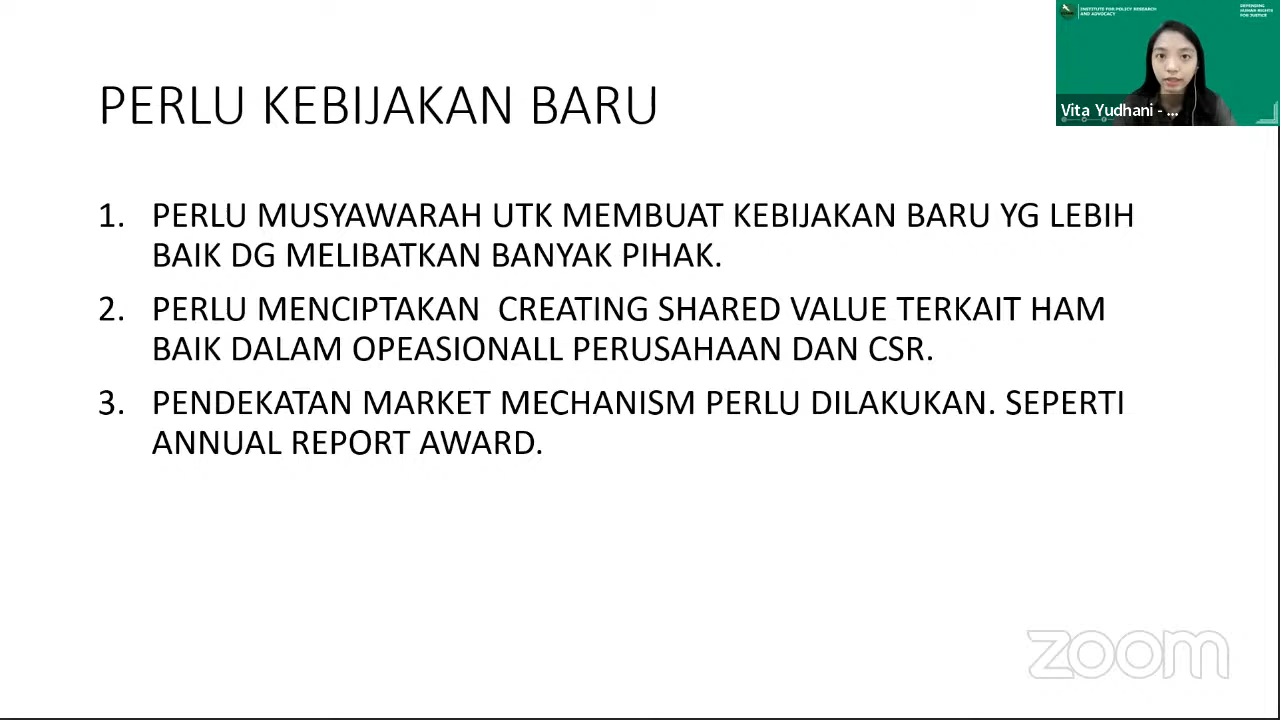 INSTITUTE FOR POLICY RESEARCH
AND ADVOCACY
DEFENDING
HUMAN RIGHTS
FOR JUSTICE
Vita Yudhani - ...
PERLU KEBIJAKAN BARU
1. PERLU MUSYAWARAH UTK MEMBUAT KEBIJAKAN BARU YG LEBIH
BAIK DG MELIBATKAN BANYAK PIHAK.
2. PERLU MENCIPTAKAN  CREATING SHARED VALUE TERKAIT HAM
BAIK DALAM OPEASIONALL PERUSAHAAN DAN CSR.
3. PENDEKATAN MARKET MECHANISM PERLU DILAKUKAN. SEPERTI
ANNUAL REPORT AWARD.
zoom